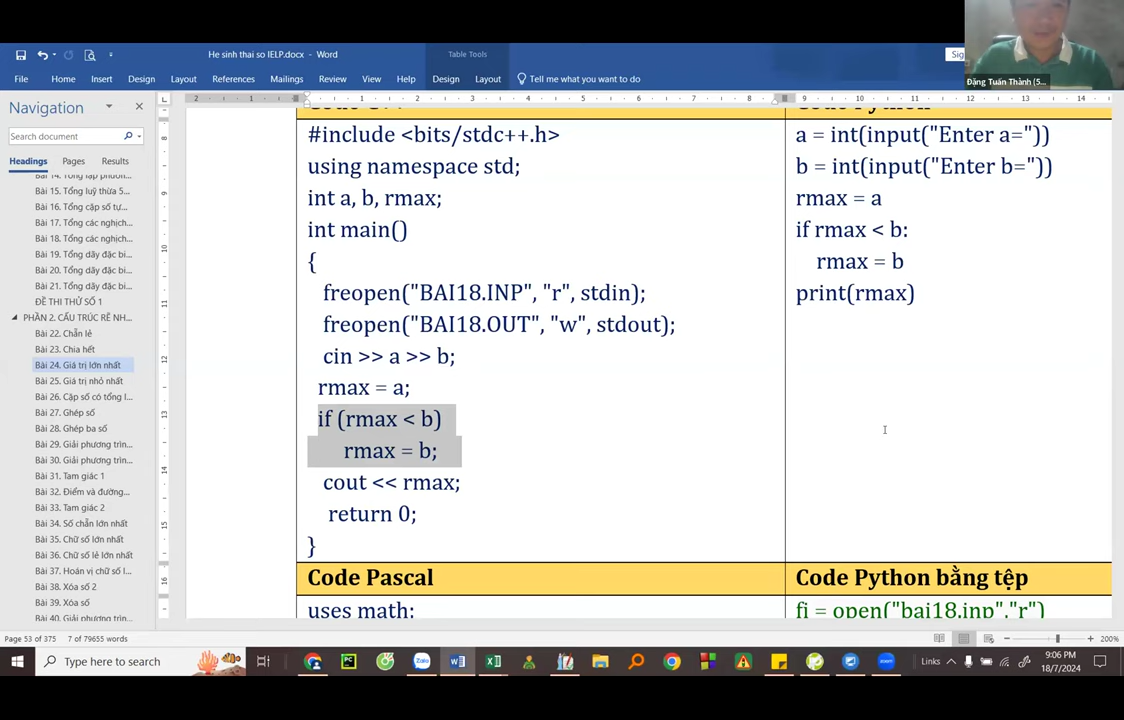 He sinh thai so IELP.docx - Word
Table Tools
Sig
Đặng Tuấn Thành (5...
File Home Insert Design Layout References Mailings Review View Help Design Layout Tell me what you want to do
Navigation
Search document
Headings Pages Results
Bài 15. Tổng luỹ thừa 5...
Bài 16. Tổng cập số tự...
Bài 17. Tổng các nghịch...
Bài 18. Tổng các nghịch...
Bài 19. Tổng dãy đặc bi...
Bài 20. Tổng dãy đặc bi...
Bài 21. Tổng dãy đặc bi...
ĐỀ THI THỬ SỐ 1
PHẦN 2. CẤU TRÚC RẼ NH...
Bài 22. Chẵn lẻ
Bài 23. Chia hết
Bài 24. Giá trị lớn nhất
Bài 25. Giá trị nhỏ nhất
Bài 26. Cặp số có tổng l...
Bài 27. Ghép số
Bài 28. Ghép ba số
Bài 29. Giải phương trìn...
Bài 30. Giải phương trìn...
Bài 31. Tam giác 1
Bài 32. Điểm và đường...
Bài 33. Tam giác 2
Bài 34. Số chẵn lớn nhất
Bài 35. Chữ số lớn nhất
Bài 36. Chữ số lẻ lớn nhất
Bài 37. Hoán vị chữ số l...
Bài 38. Xóa số 2
Bài 39. Xóa số
Bài 40. Giải phương trìn...
#include <bits/stdc++.h>
using namespace std;
int a, b, rmax;
int main()
{
freopen("BAI18.INP", "r", stdin);
freopen("BAI18.OUT", "w", stdout);
cin >> a >> b;
rmax = a;
if (rmax < b)
rmax = b;
cout << rmax;
return 0;
}
Code Python
a = int(input("Enter a="))
b = int(input("Enter b="))
rmax = a
if rmax < b:
rmax = b
print(rmax)
Code Pascal
uses math;
Code Python bằng tệp
fi = open("bai18.inp","r")
Page 53 of 375 7 of 79655 words
200%
Type here to search
Links
9:06 PM
18/7/2024